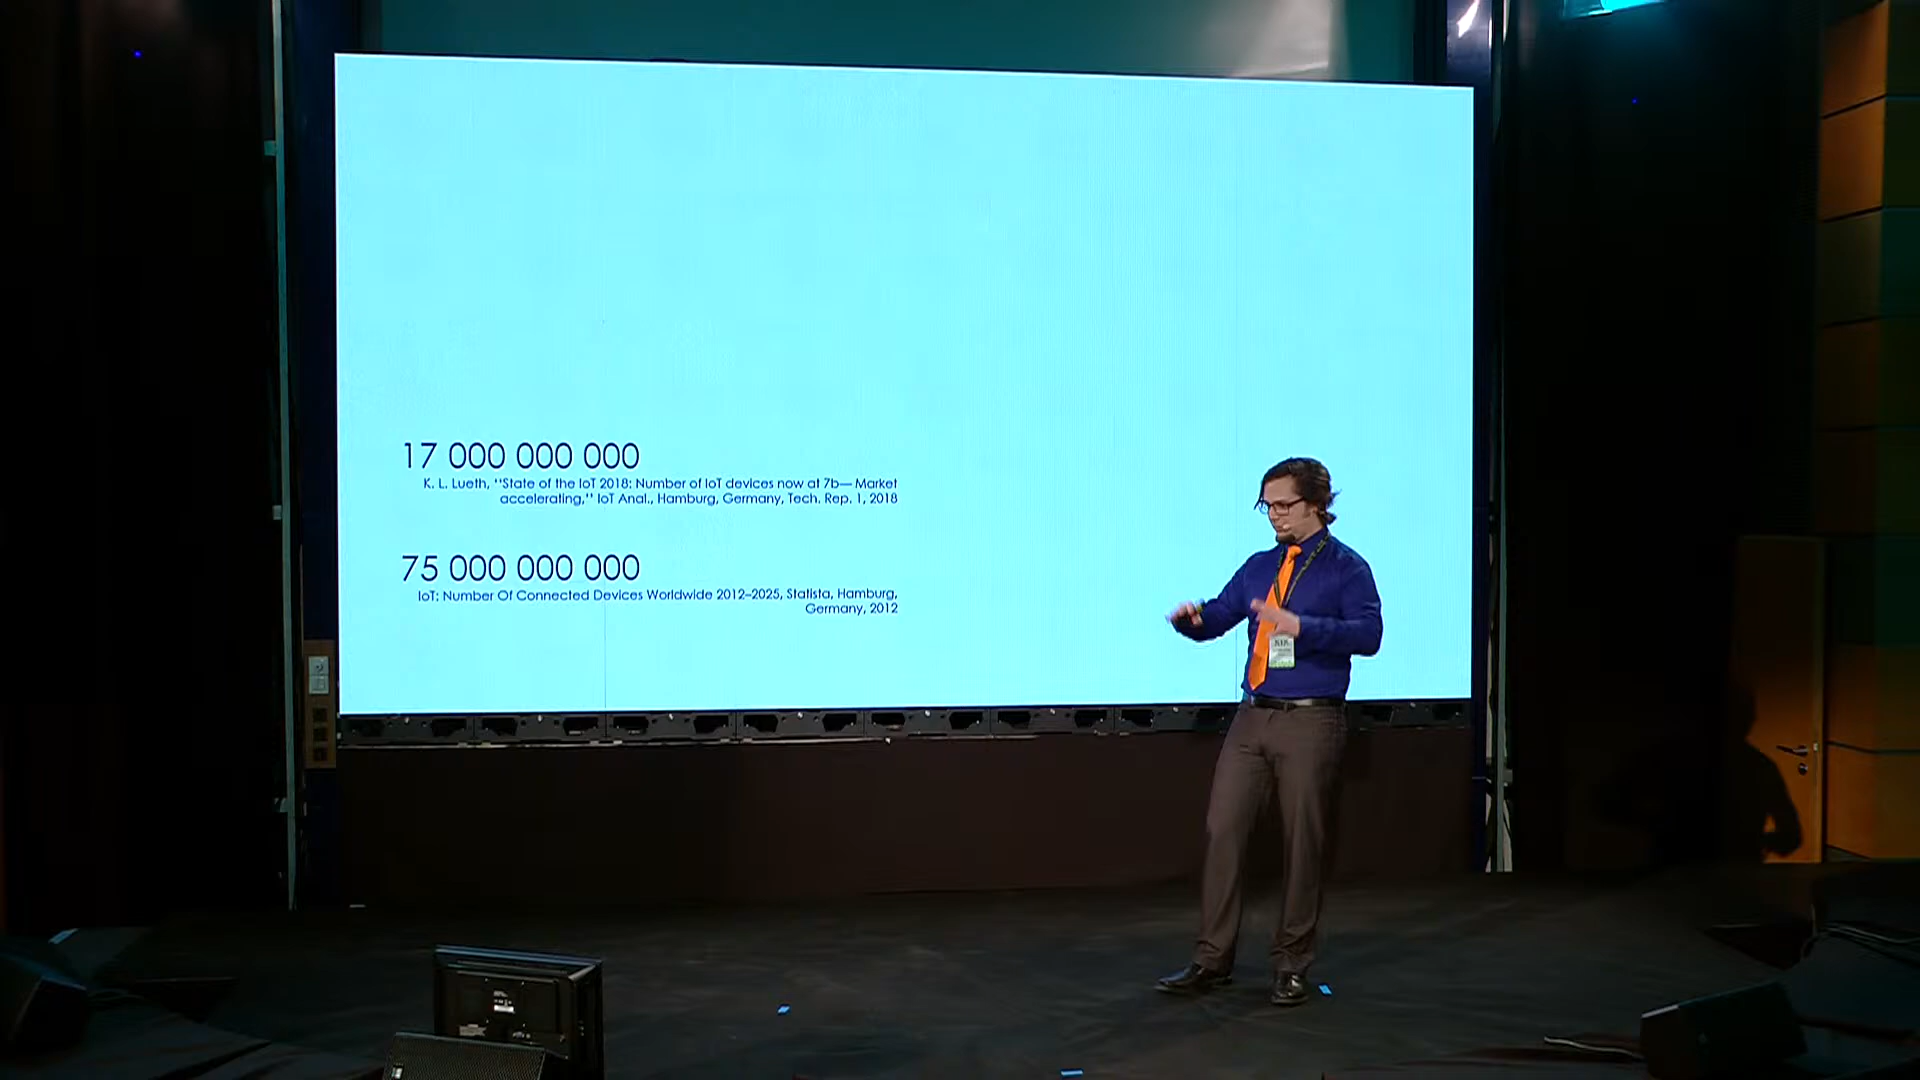 17 000 000 000
K. L. Lueth, ‘‘State of the IoT 2018: Number of IoT devices now at 7b— Market
accelerating,’’ IoT Anal., Hamburg, Germany, Tech. Rep. 1, 2018
75 000 000 000
IoT: Number Of Connected Devices Worldwide 2012–2025, Statista, Hamburg,
Germany, 2012